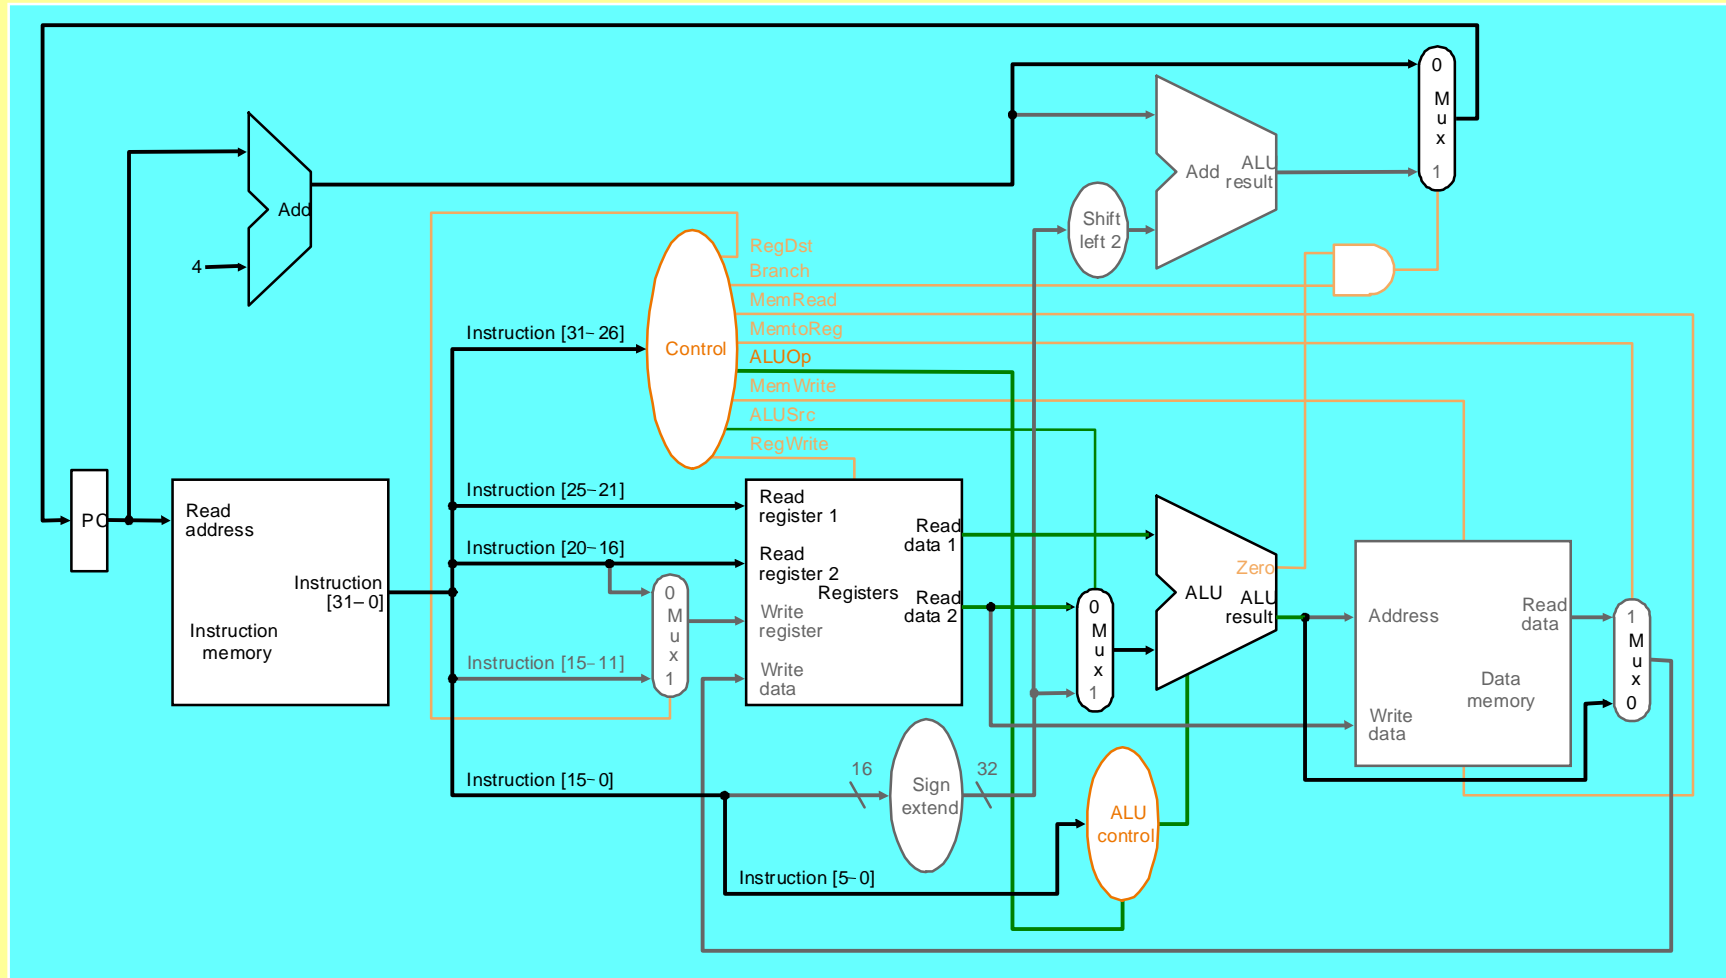 0
M
u
x
1
Add
ALU
result
Shift
left 2
Add
4
RegDst
Branch
MemRead
MemtoReg
ALUOp
MemWrite
ALUSrc
RegWrite
Control
Instruction [31–26]
Instruction [25–21]
Instruction [20–16]
Instruction [15–11]
Instruction [15–0]
Instruction [5–0]
PC
Read
address
Instruction
[31–0]
Instruction
memory
0
M
u
x
1
Read
register 1
Read
register 2
Write
register
Write
data
Registers
Read
data 1
Read
data 2
0
M
u
x
1
Zero
ALU
ALU
result
Address
Read
data
Data
memory
Write
data
1
M
u
x
0
16
Sign
extend
32
ALU
control